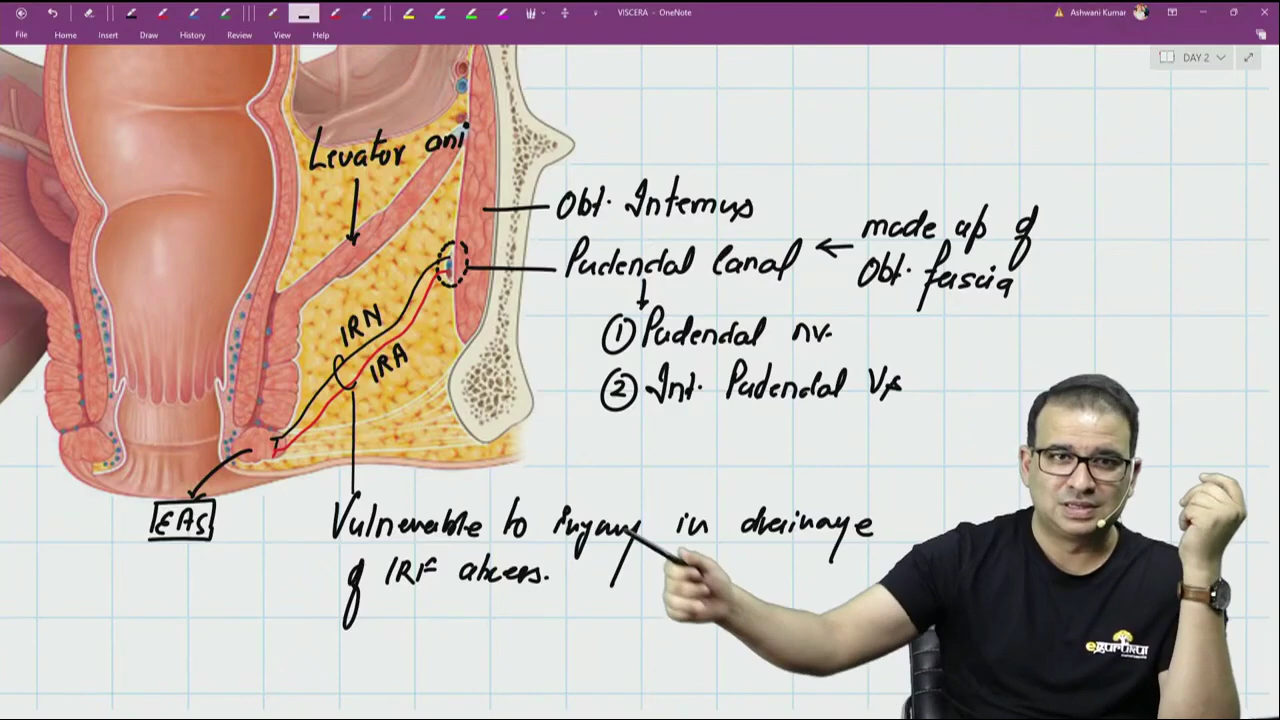 VISCERA - OneNote
Ashwani Kumar
File Home Insert Draw History Review View Help
DAY 2
Levator ani
Obt. Internus
Pudendal Canal
made up of
Obt. fascia
① Pudendal nv.
② Int. Pudendal Vs
IRN
IRA
EAS
Vulnerable to injury in drainage
of IRF abcess.
egurukul